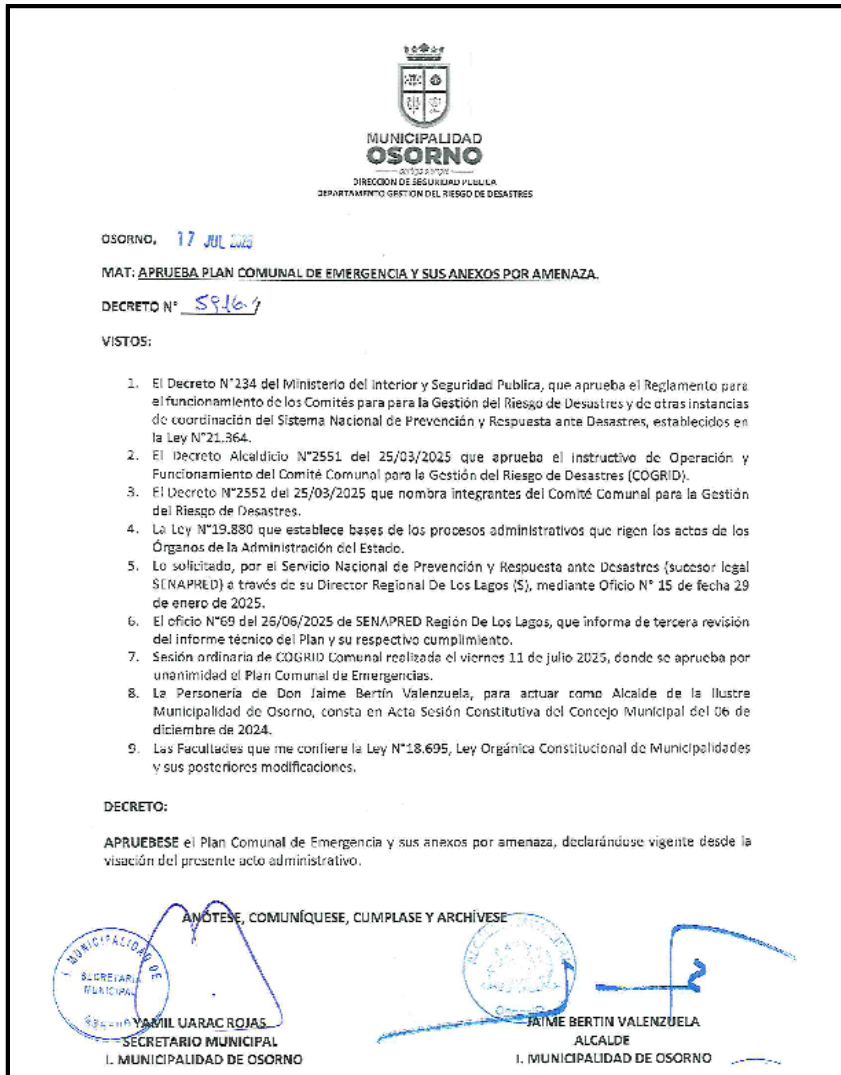 MUNICIPALIDAD
OSORNO
DIRECCION DE SEGURIDAD PUBLICA
DEPARTAMENTO GESTION DEL RIESGO DE DESASTRES
OSORNO, 17 JUL 2025
MAT: APRUEBA PLAN COMUNAL DE EMERGENCIA Y SUS ANEXOS POR AMENAZA.
DECRETO N° 5916
VISTOS:
1. El Decreto N°234 del Ministerio del Interior y Seguridad Publica, que aprueba el Reglamento para
el funcionamiento de los Comités para para la Gestión del Riesgo de Desastres y de otras instancias
de coordinación del Sistema Nacional de Prevención y Respuesta ante Desastres, establecidos en
la Ley N°21.364.
2. El Decreto Alcaldicio N°2551 del 25/03/2025 que aprueba el instructivo de Operación y
Funcionamiento del Comité Comunal para la Gestión del Riesgo de Desastres (COGRID).
3. El Decreto N°2552 del 25/03/2025 que nombra integrantes del Comité Comunal para la Gestión
del Riesgo de Desastres.
4. La Ley N°19.880 que establece bases de los procesos administrativos que rigen los actos de los
Órganos de la Administración del Estado.
5. Lo solicitado, por el Servicio Nacional de Prevención y Respuesta ante Desastres (sucesor legal
SENAPRED) a través de su Director Regional De Los Lagos (S), mediante Oficio N° 15 de fecha 29
de enero de 2025.
6. El oficio N°69 del 26/06/2025 de SENAPRED Región De Los Lagos, que informa de tercera revisión
del informe técnico del Plan y su respectivo cumplimiento.
7. Sesión ordinaria de COGRID Comunal realizada el viernes 11 de julio 2025, donde se aprueba por
unanimidad el Plan Comunal de Emergencias.
8. La Personería de Don Jaime Bertín Valenzuela, para actuar como Alcalde de la Ilustre
Municipalidad de Osorno, consta en Acta Sesión Constitutiva del Concejo Municipal del 06 de
diciembre de 2024.
9. Las Facultades que me confiere la Ley N°18.695, Ley Orgánica Constitucional de Municipalidades
y sus posteriores modificaciones.
DECRETO:
APRUEBESE el Plan Comunal de Emergencia y sus anexos por amenaza, declarándose vigente desde la
visación del presente acto administrativo.
ANÓTESE, COMUNÍQUESE, CUMPLASE Y ARCHÍVESE
I. MUNICIPALIDAD DE
SECRETARIA
MUNICIPAL
YAMIL UARAC ROJAS
SECRETARIO MUNICIPAL
I. MUNICIPALIDAD DE OSORNO
JAIME BERTIN VALENZUELA
ALCALDE
I. MUNICIPALIDAD DE OSORNO